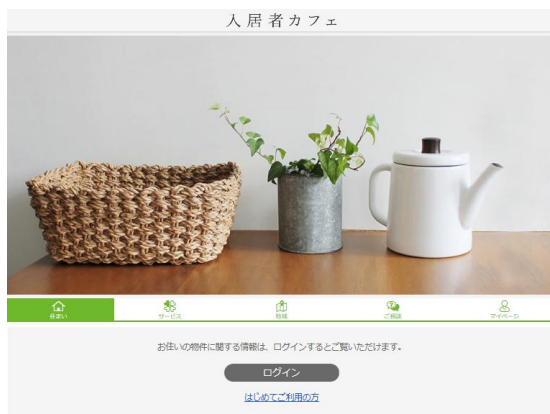 入居者カフェ
住まい
サービス
地域
ご相談
マイページ
お住いの物件に関する情報は、ログインするとご覧いただけます。
ログイン
はじめてご利用の方